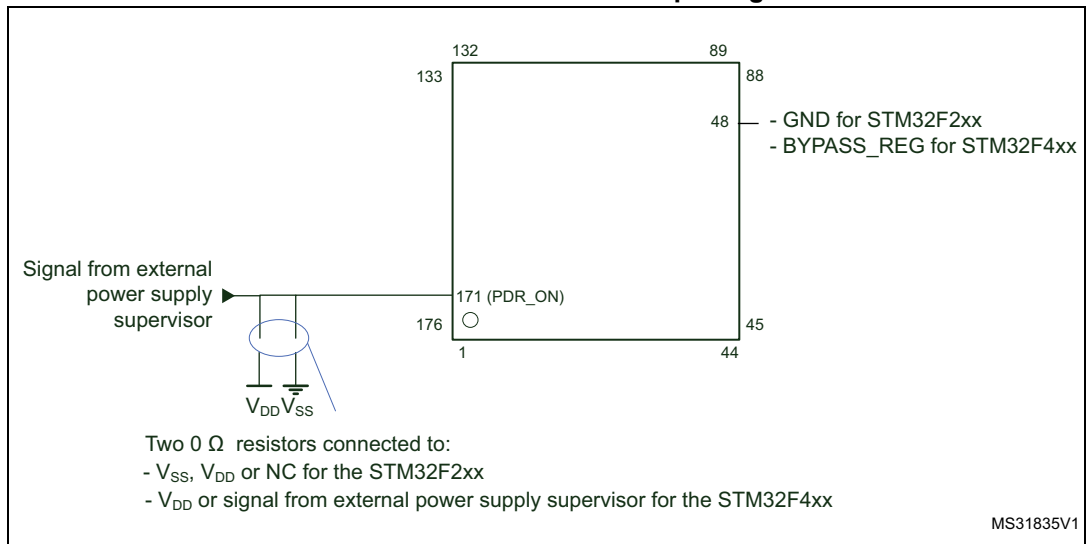 132
89
133
88
48
- GND for STM32F2xx
- BYPASS_REG for STM32F4xx
Signal from external
power supply
supervisor
171 (PDR_ON)
176
45
1
44
VDD VSS
Two 0 Ω resistors connected to:
- VSS, VDD or NC for the STM32F2xx
- VDD or signal from external power supply supervisor for the STM32F4xx
MS31835V1